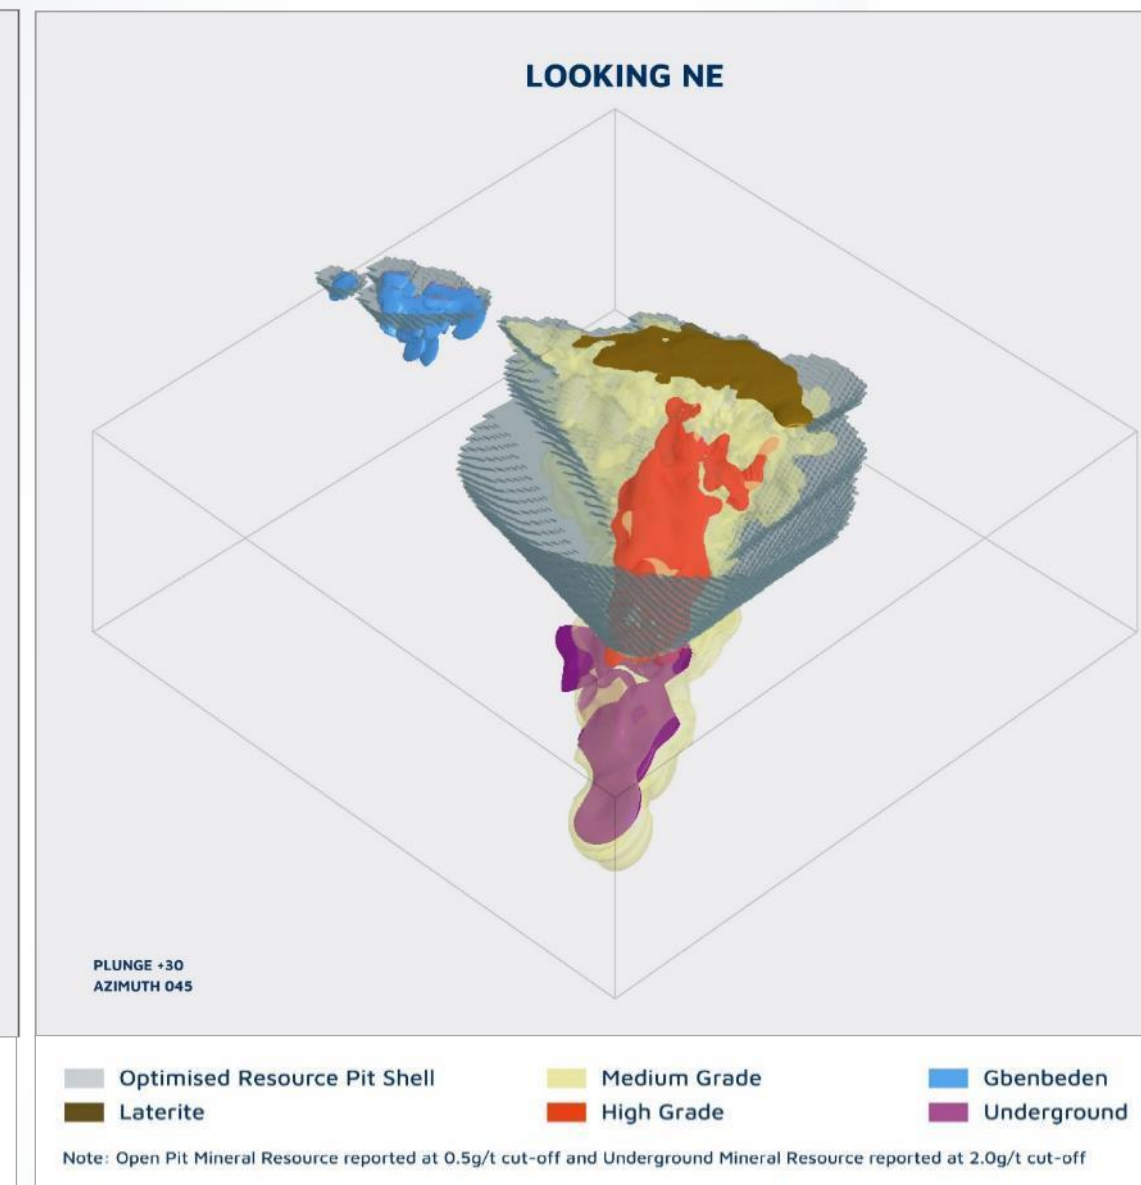 LOOKING NE
PLUNGE +30
AZIMUTH 045
Optimised Resource Pit Shell
Medium Grade
Gbenbeden
Laterite
High Grade
Underground
Note: Open Pit Mineral Resource reported at 0.5g/t cut-off and Underground Mineral Resource reported at 2.0g/t cut-off